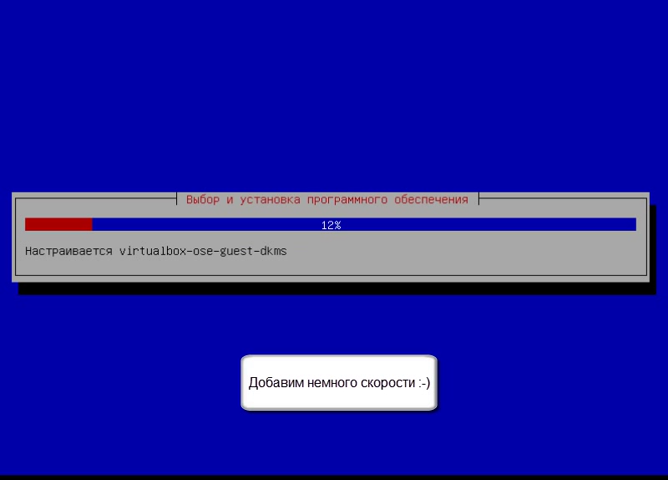 Выбор и установка программного обеспечения
12%
Настраивается virtualbox-ose-guest-dkms
Добавим немного скорости :-)